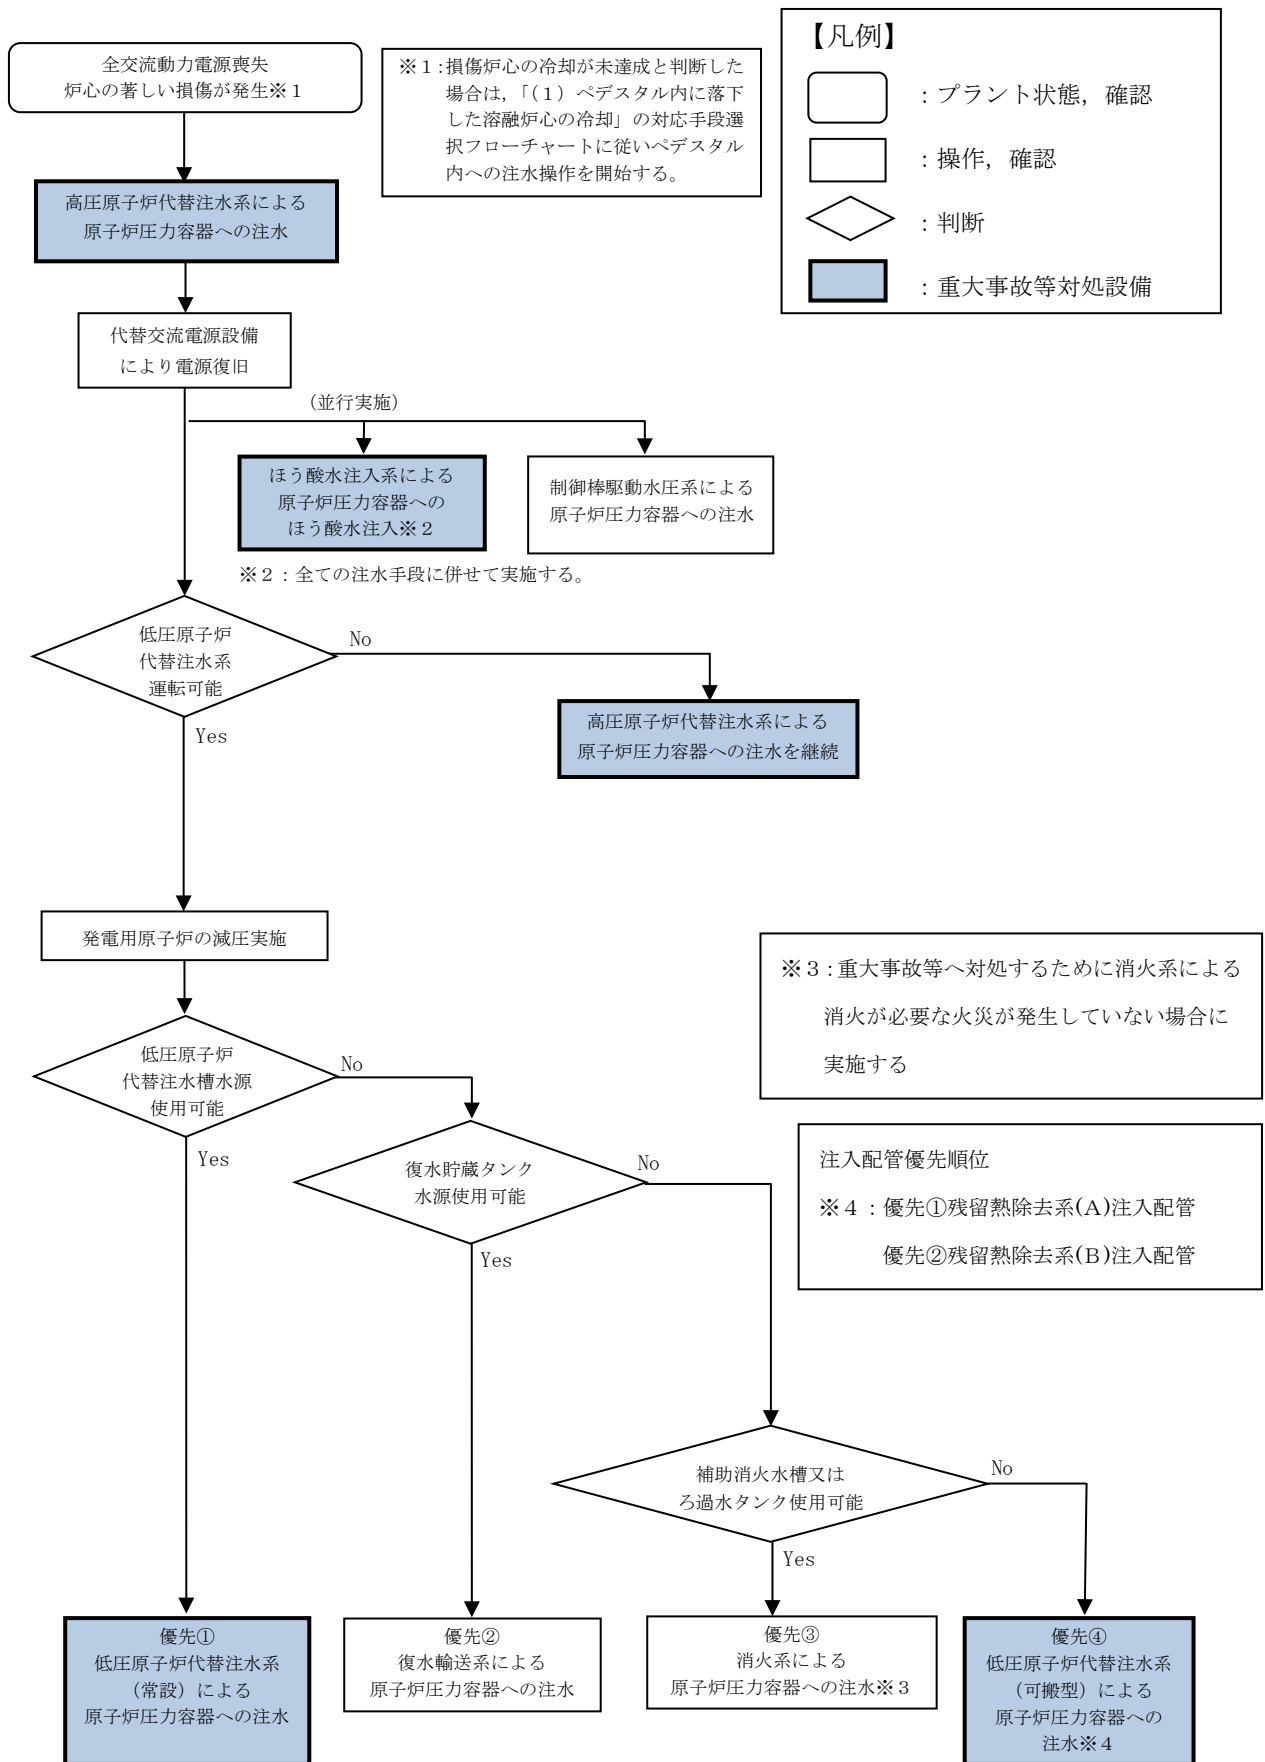 全交流動力電源喪失
炉心の著しい損傷が発生※１
※１:損傷炉心の冷却が未達成と判断した
場合は，「(１) ペデスタル内に落下
した溶融炉心の冷却」の対応手段選
択フローチャートに従いペデスタル
内への注水操作を開始する。
【凡例】
：プラント状態，確認
：操作，確認
：判断
：重大事故等対処設備
高圧原子炉代替注水系による
原子炉圧力容器への注水
代替交流電源設備
により電源復旧
(並行実施)
ほう酸水注入系による
原子炉圧力容器への
ほう酸水注入※２
制御棒駆動水圧系による
原子炉圧力容器への注水
※２：全ての注水手段に併せて実施する。
低圧原子炉
代替注水系
運転可能
No
Yes
高圧原子炉代替注水系による
原子炉圧力容器への注水を継続
発電用原子炉の減圧実施
※３:重大事故等へ対処するために消火系による
消火が必要な火災が発生していない場合に
実施する
低圧原子炉
代替注水槽水源
使用可能
No
Yes
注入配管優先順位
※４：優先①残留熱除去系(A)注入配管
優先②残留熱除去系(B)注入配管
復水貯蔵タンク
水源使用可能
No
Yes
補助消火水槽又は
ろ過水タンク使用可能
No
Yes
優先①
低圧原子炉代替注水系
（常設）による
原子炉圧力容器への注水
優先②
復水輸送系による
原子炉圧力容器への注水
優先③
消火系による
原子炉圧力容器への注水※３
優先④
低圧原子炉代替注水系
（可搬型）による
原子炉圧力容器への
注水※４